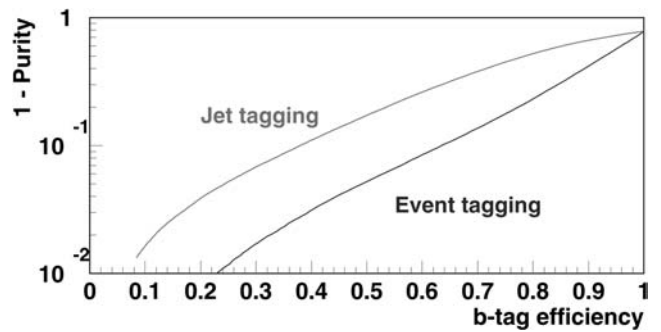 1 - Purity
1
10 -1
10 -2
Jet tagging
Event tagging
0 0.1 0.2 0.3 0.4 0.5 0.6 0.7 0.8 0.9 1
b-tag efficiency